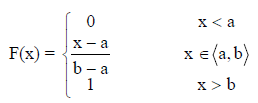 F(x) = { 0 x < a
x − a / b − a x ∈ ⟨a, b⟩
1 x > b